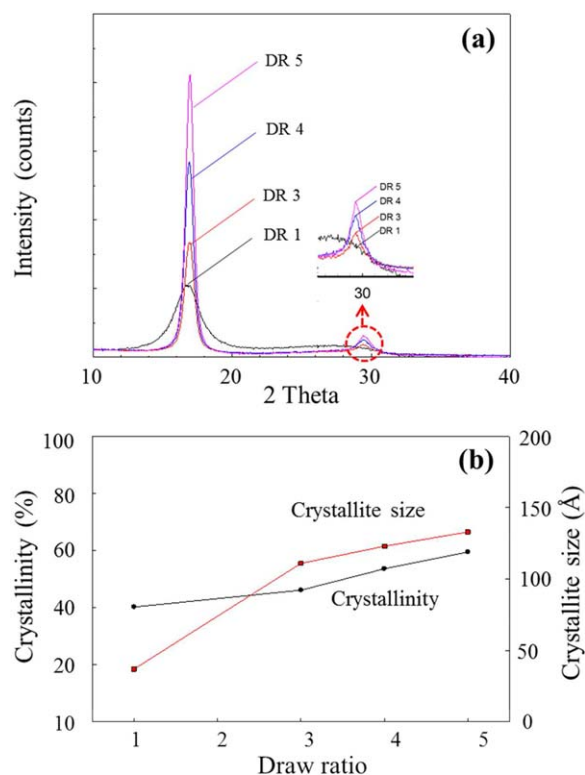 (a)
DR 5
DR 4
DR 3
DR 1
DR 5
DR 4
DR 3
DR 1
30
Intensity (counts)
10 20 30 40
2 Theta
(b)
100
80
60
40
20
10
Crystallinity (%)
Crystallite size
Crystallinity
200
150
100
50
0
Crystallite size (Å)
1 2 3 4 5
Draw ratio